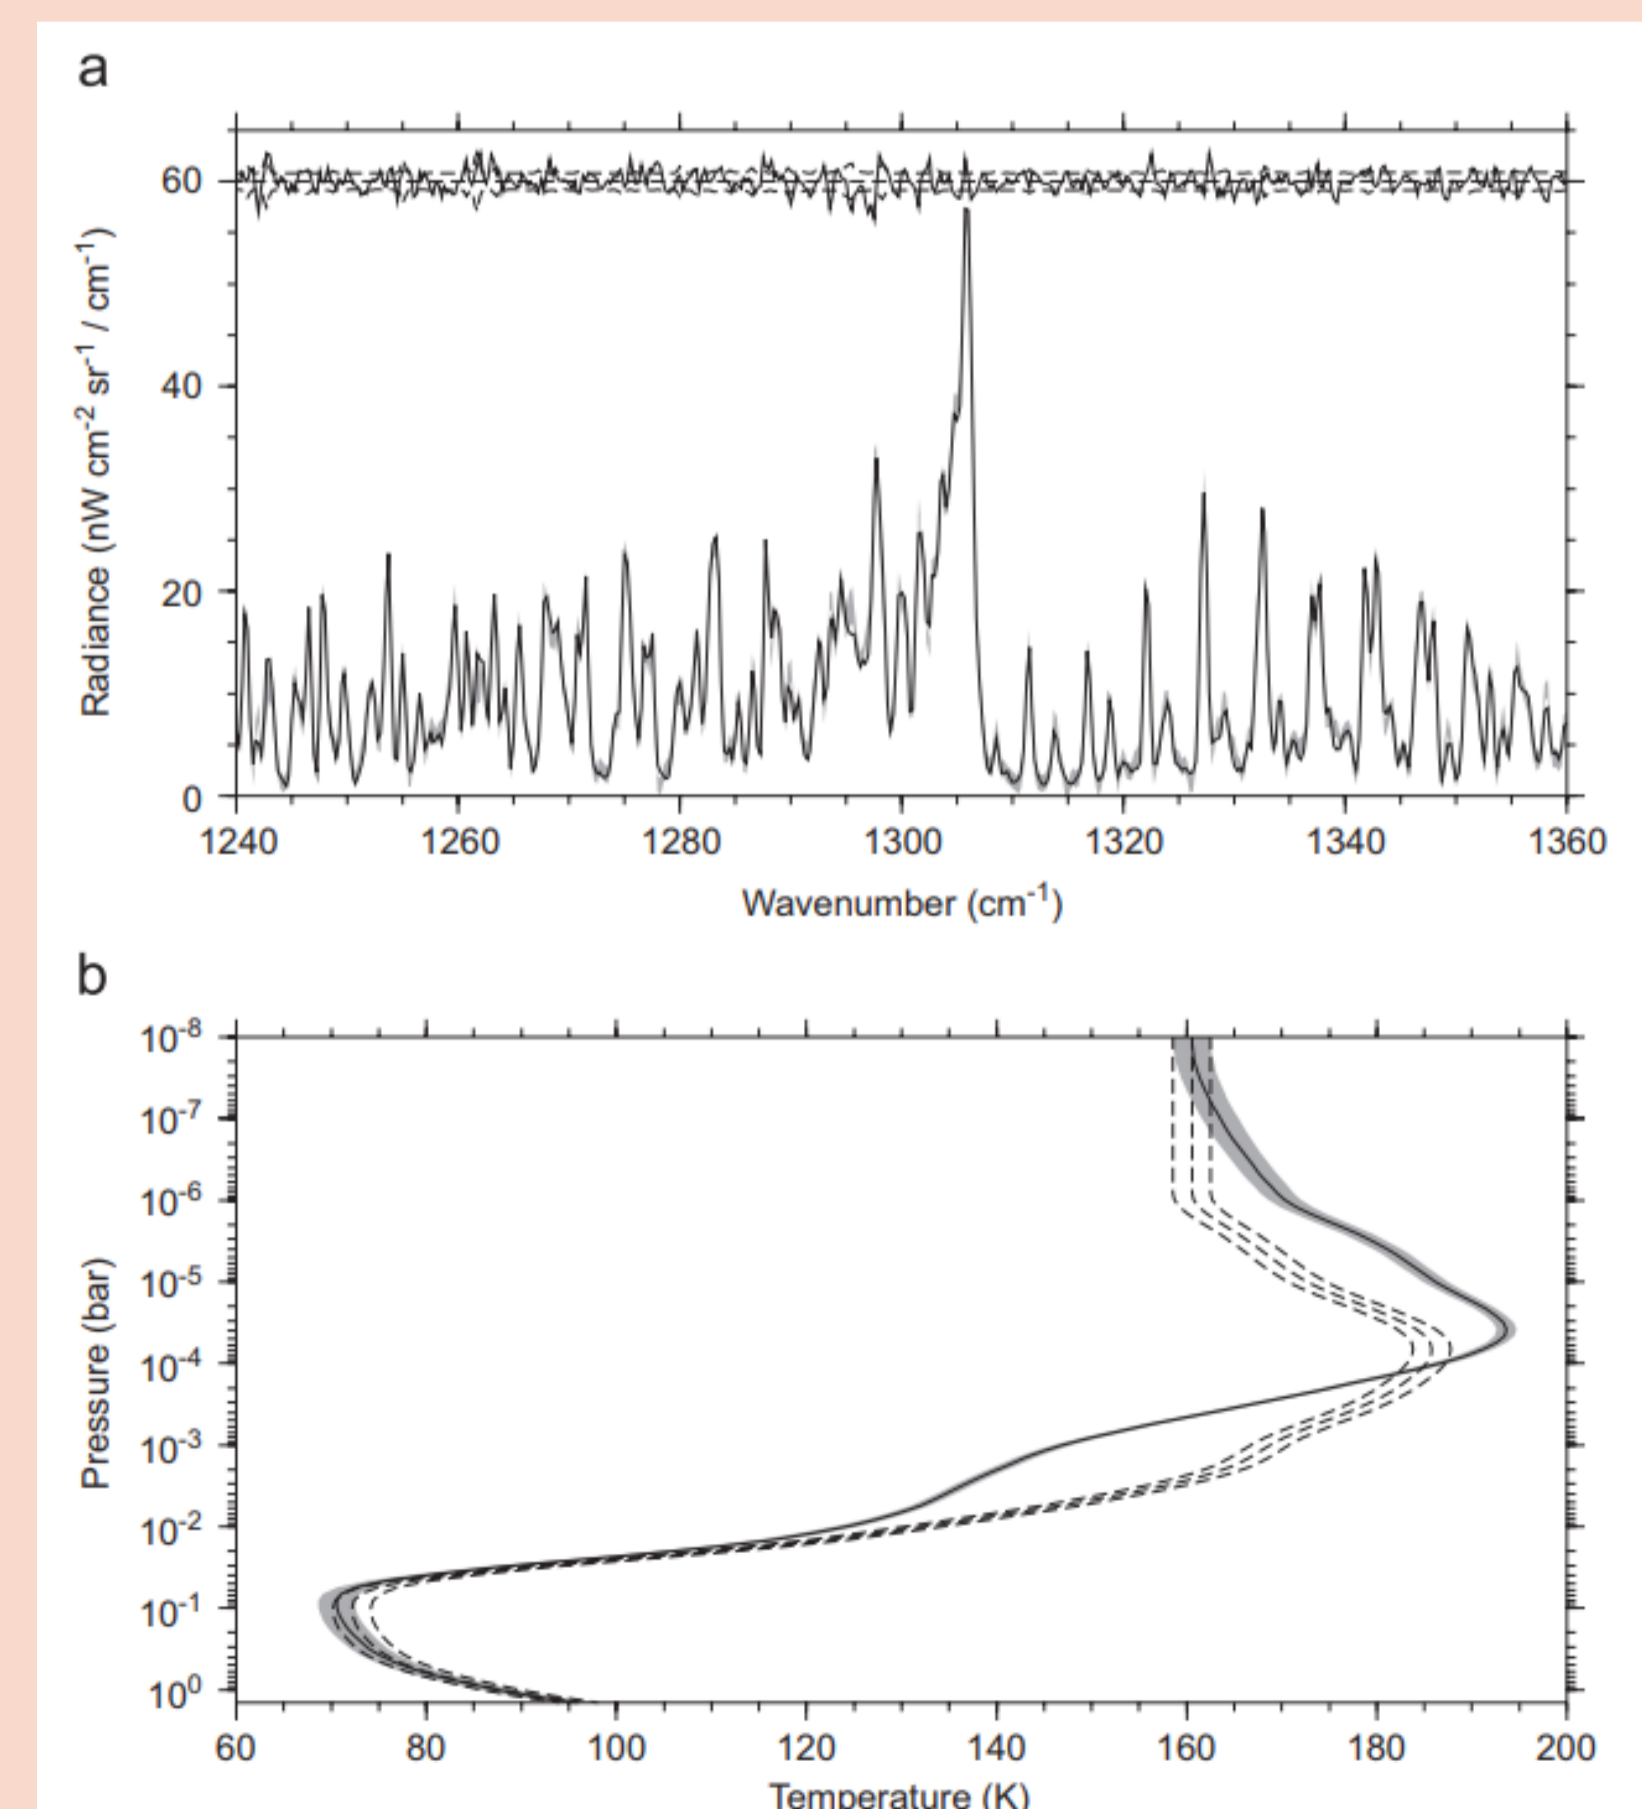 a
60
40
20
0
Radiance (nW cm⁻² sr⁻¹ / cm⁻¹)
1240 1260 1280 1300 1320 1340 1360
Wavenumber (cm⁻¹)
b
10⁻⁸
10⁻⁷
10⁻⁶
10⁻⁵
10⁻⁴
10⁻³
10⁻²
10⁻¹
10⁰
Pressure (bar)
60 80 100 120 140 160 180 200
Temperature (K)